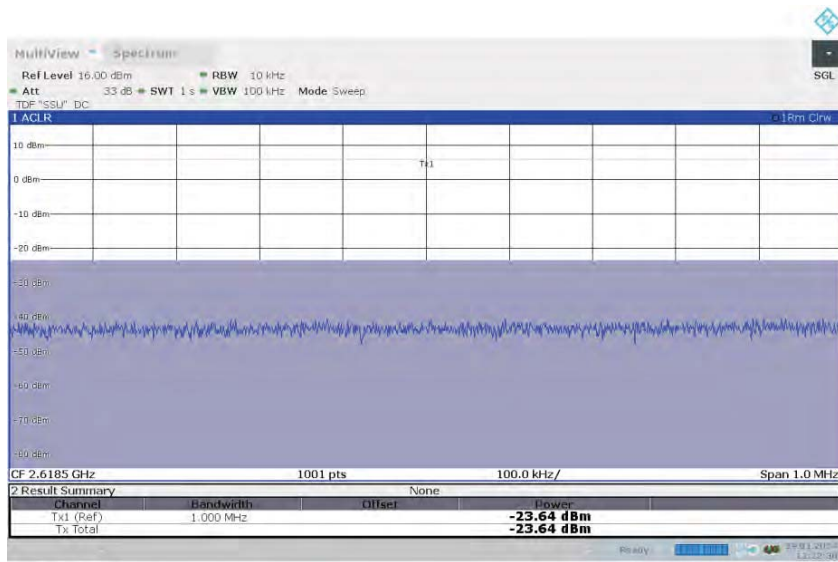 MultiView Spectrum
Ref Level 16.00 dBm RBW 10 kHz SGL
Att 33 dB SWT 1 s VBW 100 kHz Mode Sweep
TDF "SSU" DC
1 ACLR 1Rm Clrw
10 dBm
Tx1
0 dBm
-10 dBm
-20 dBm
-30 dBm
-40 dBm
-50 dBm
-60 dBm
-70 dBm
-80 dBm
CF 2.6185 GHz 1001 pts 100.0 kHz/ Span 1.0 MHz
2 Result Summary None
Channel Bandwidth Offset Power
Tx1 (Ref) 1.000 MHz -23.64 dBm
Tx Total -23.64 dBm
Ready